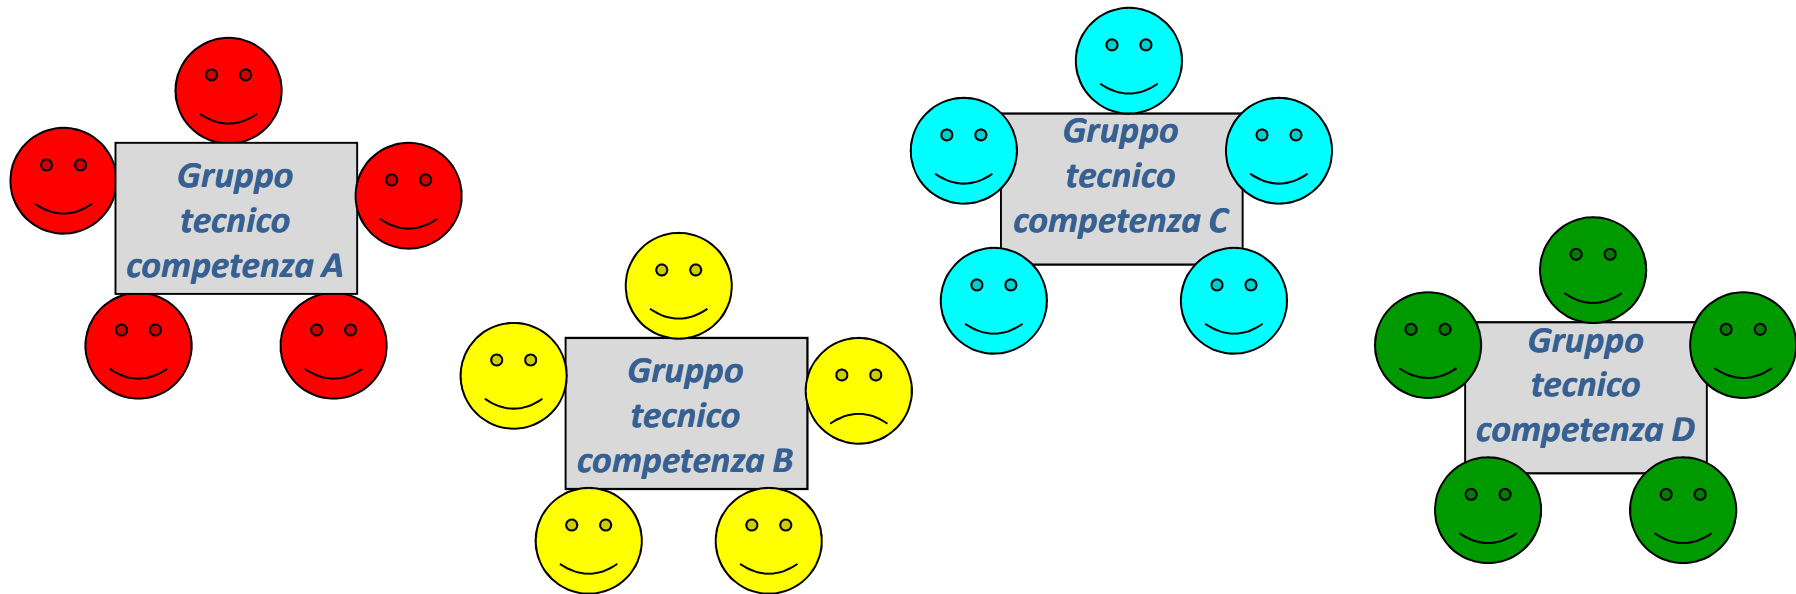 Gruppo
tecnico
competenza A
Gruppo
tecnico
competenza B
Gruppo
tecnico
competenza C
Gruppo
tecnico
competenza D